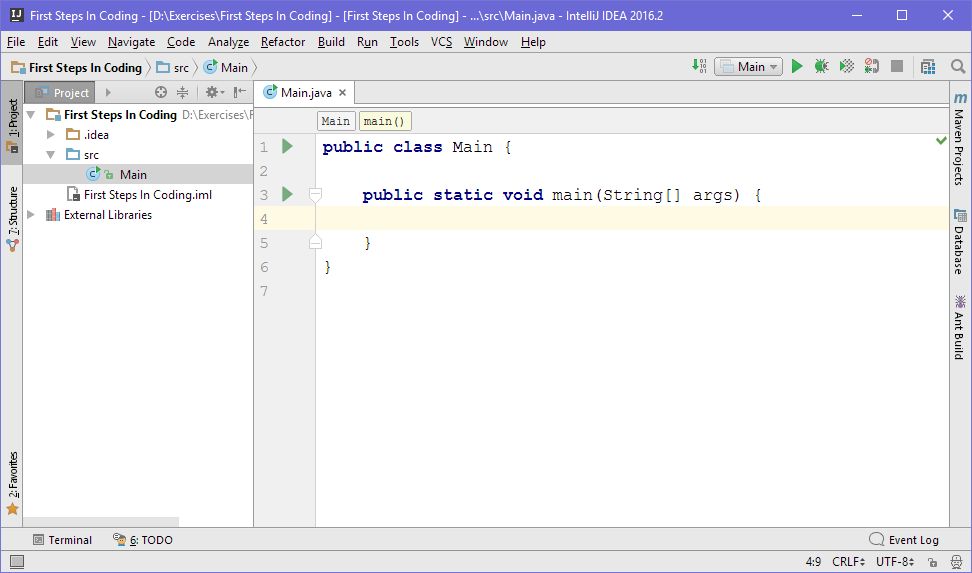 First Steps In Coding - [D:\Exercises\First Steps In Coding] - [First Steps In Coding] - ...\src\Main.java - IntelliJ IDEA 2016.2
File Edit View Navigate Code Analyze Refactor Build Run Tools VCS Window Help
First Steps In Coding src Main Main
Project
Main.java
1: Project
7: Structure
2: Favorites
First Steps In Coding D:\Exercises\F
.idea
src
Main
First Steps In Coding.iml
External Libraries
Main main()
1 public class Main {
2
3 public static void main(String[] args) {
4
5 }
6 }
7
Maven Projects
Database
Ant Build
Terminal 6: TODO Event Log
4:9 CRLF UTF-8